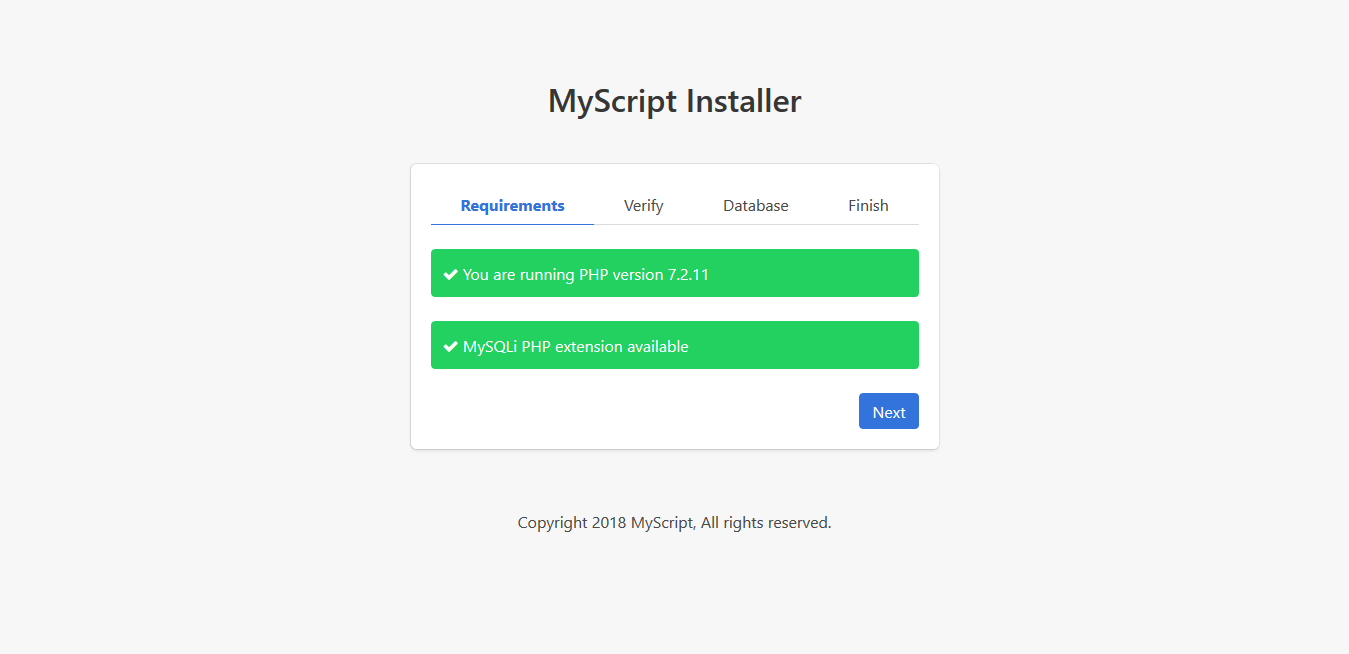 MyScript Installer
Requirements Verify Database Finish
You are running PHP version 7.2.11
MySQLi PHP extension available
Next
Copyright 2018 MyScript, All rights reserved.